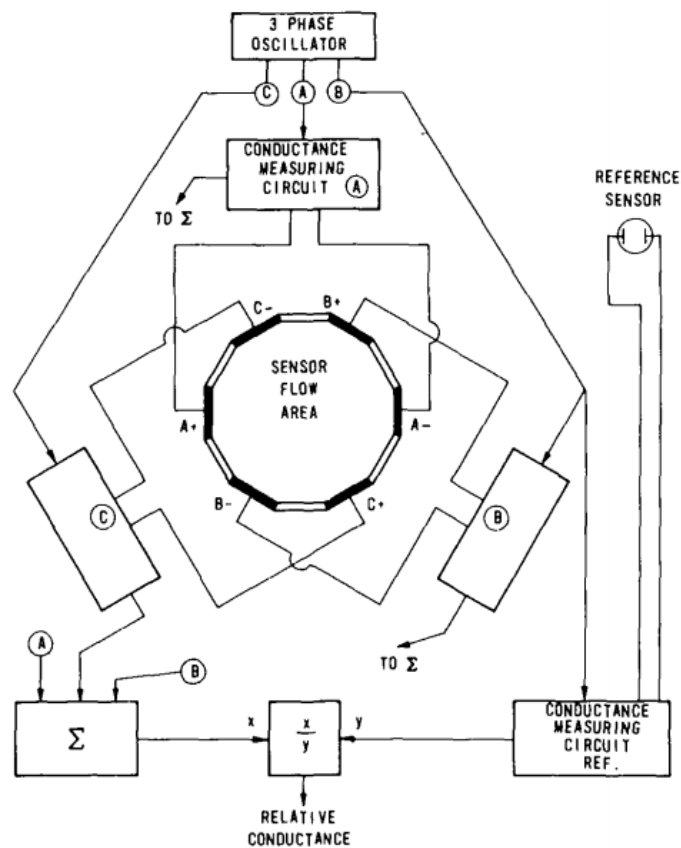 3 PHASE
OSCILLATOR
C
A
B
CONDUCTANCE
MEASURING
CIRCUIT A
TO Σ
REFERENCE
SENSOR
C-
B+
SENSOR
FLOW
AREA
A+
A-
B-
C+
C
B
TO Σ
A
B
Σ
x
x
y
y
CONDUCTANCE
MEASURING
CIRCUIT
REF.
RELATIVE
CONDUCTANCE